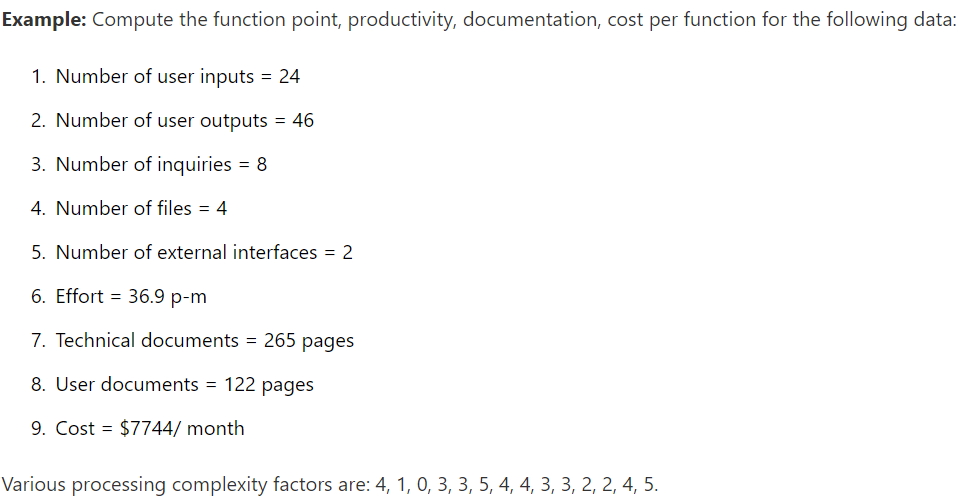 Example: Compute the function point, productivity, documentation, cost per function for the following data:
1. Number of user inputs = 24
2. Number of user outputs = 46
3. Number of inquiries = 8
4. Number of files = 4
5. Number of external interfaces = 2
6. Effort = 36.9 p-m
7. Technical documents = 265 pages
8. User documents = 122 pages
9. Cost = $7744/ month
Various processing complexity factors are: 4, 1, 0, 3, 3, 5, 4, 4, 3, 3, 2, 2, 4, 5.